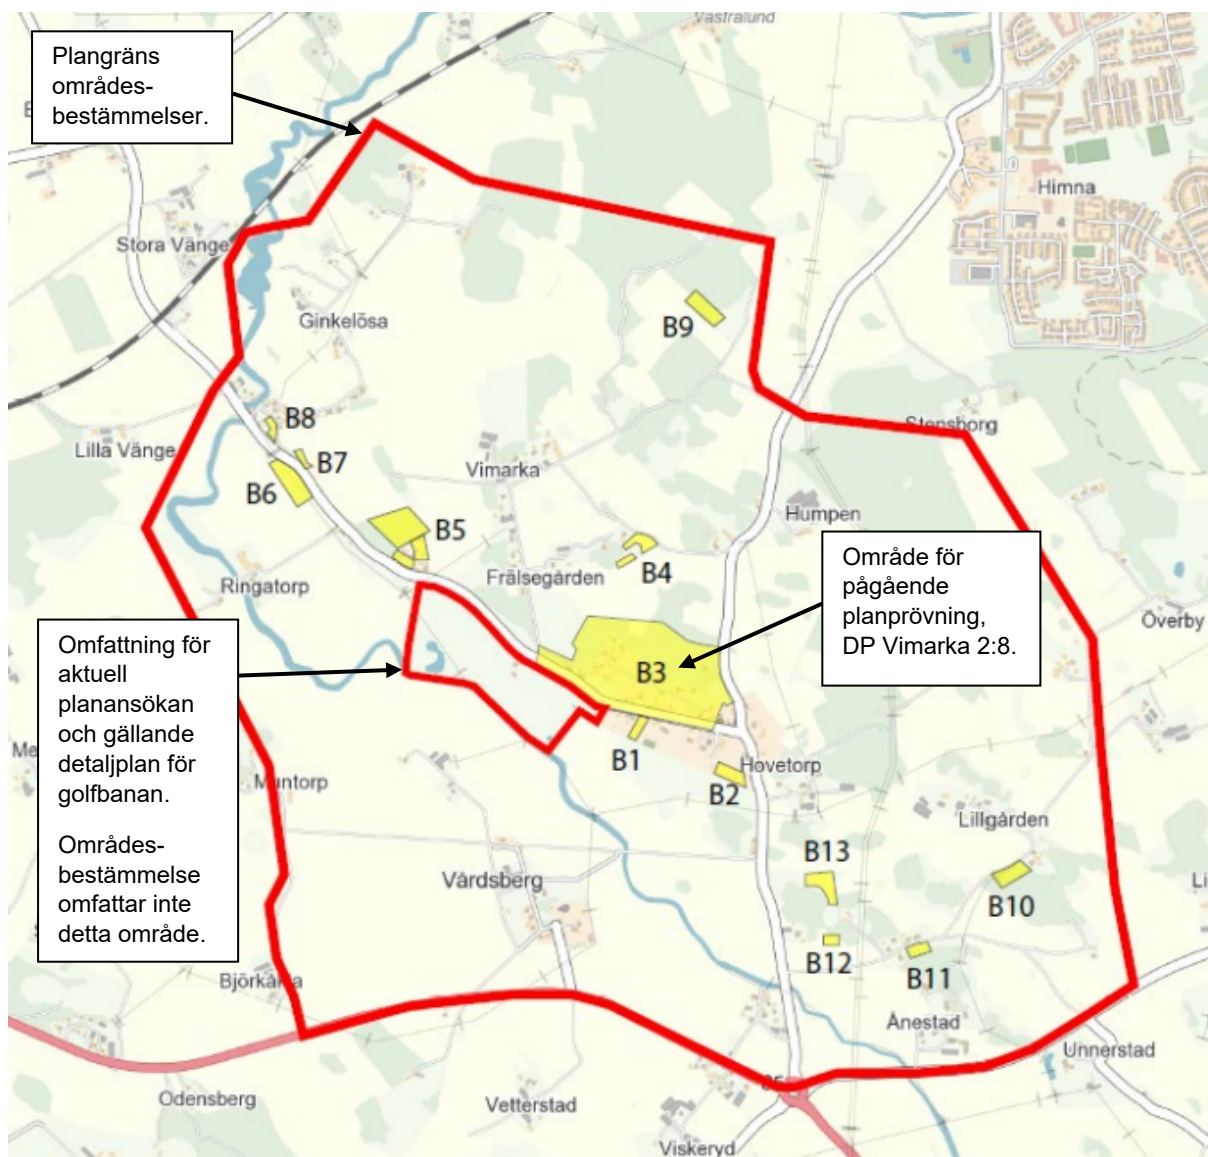 Västralund
Plangräns
områdes-
bestämmelser.
Himna
Stora Vänge
Ginkelösa
B9
Stensborg
B8
Lilla Vänge
B7
Vimarka
B6
Humpen
B5
Frälsegården
B4
Ringatorp
Område för
pågående
planprövning,
DP Vimarka 2:8.
Överby
Omfattning för
aktuell
planansökan
och gällande
detaljplan för
golfbanan.
Områdes-
bestämmelse
omfattar inte
detta område.
B3
B1
Hovetorp
B2
Muntorp
Lillgården
B13
Vårdsberg
B10
B12
B11
Ånestad
Unnerstad
Odensberg
Vetterstad
Viskeryd